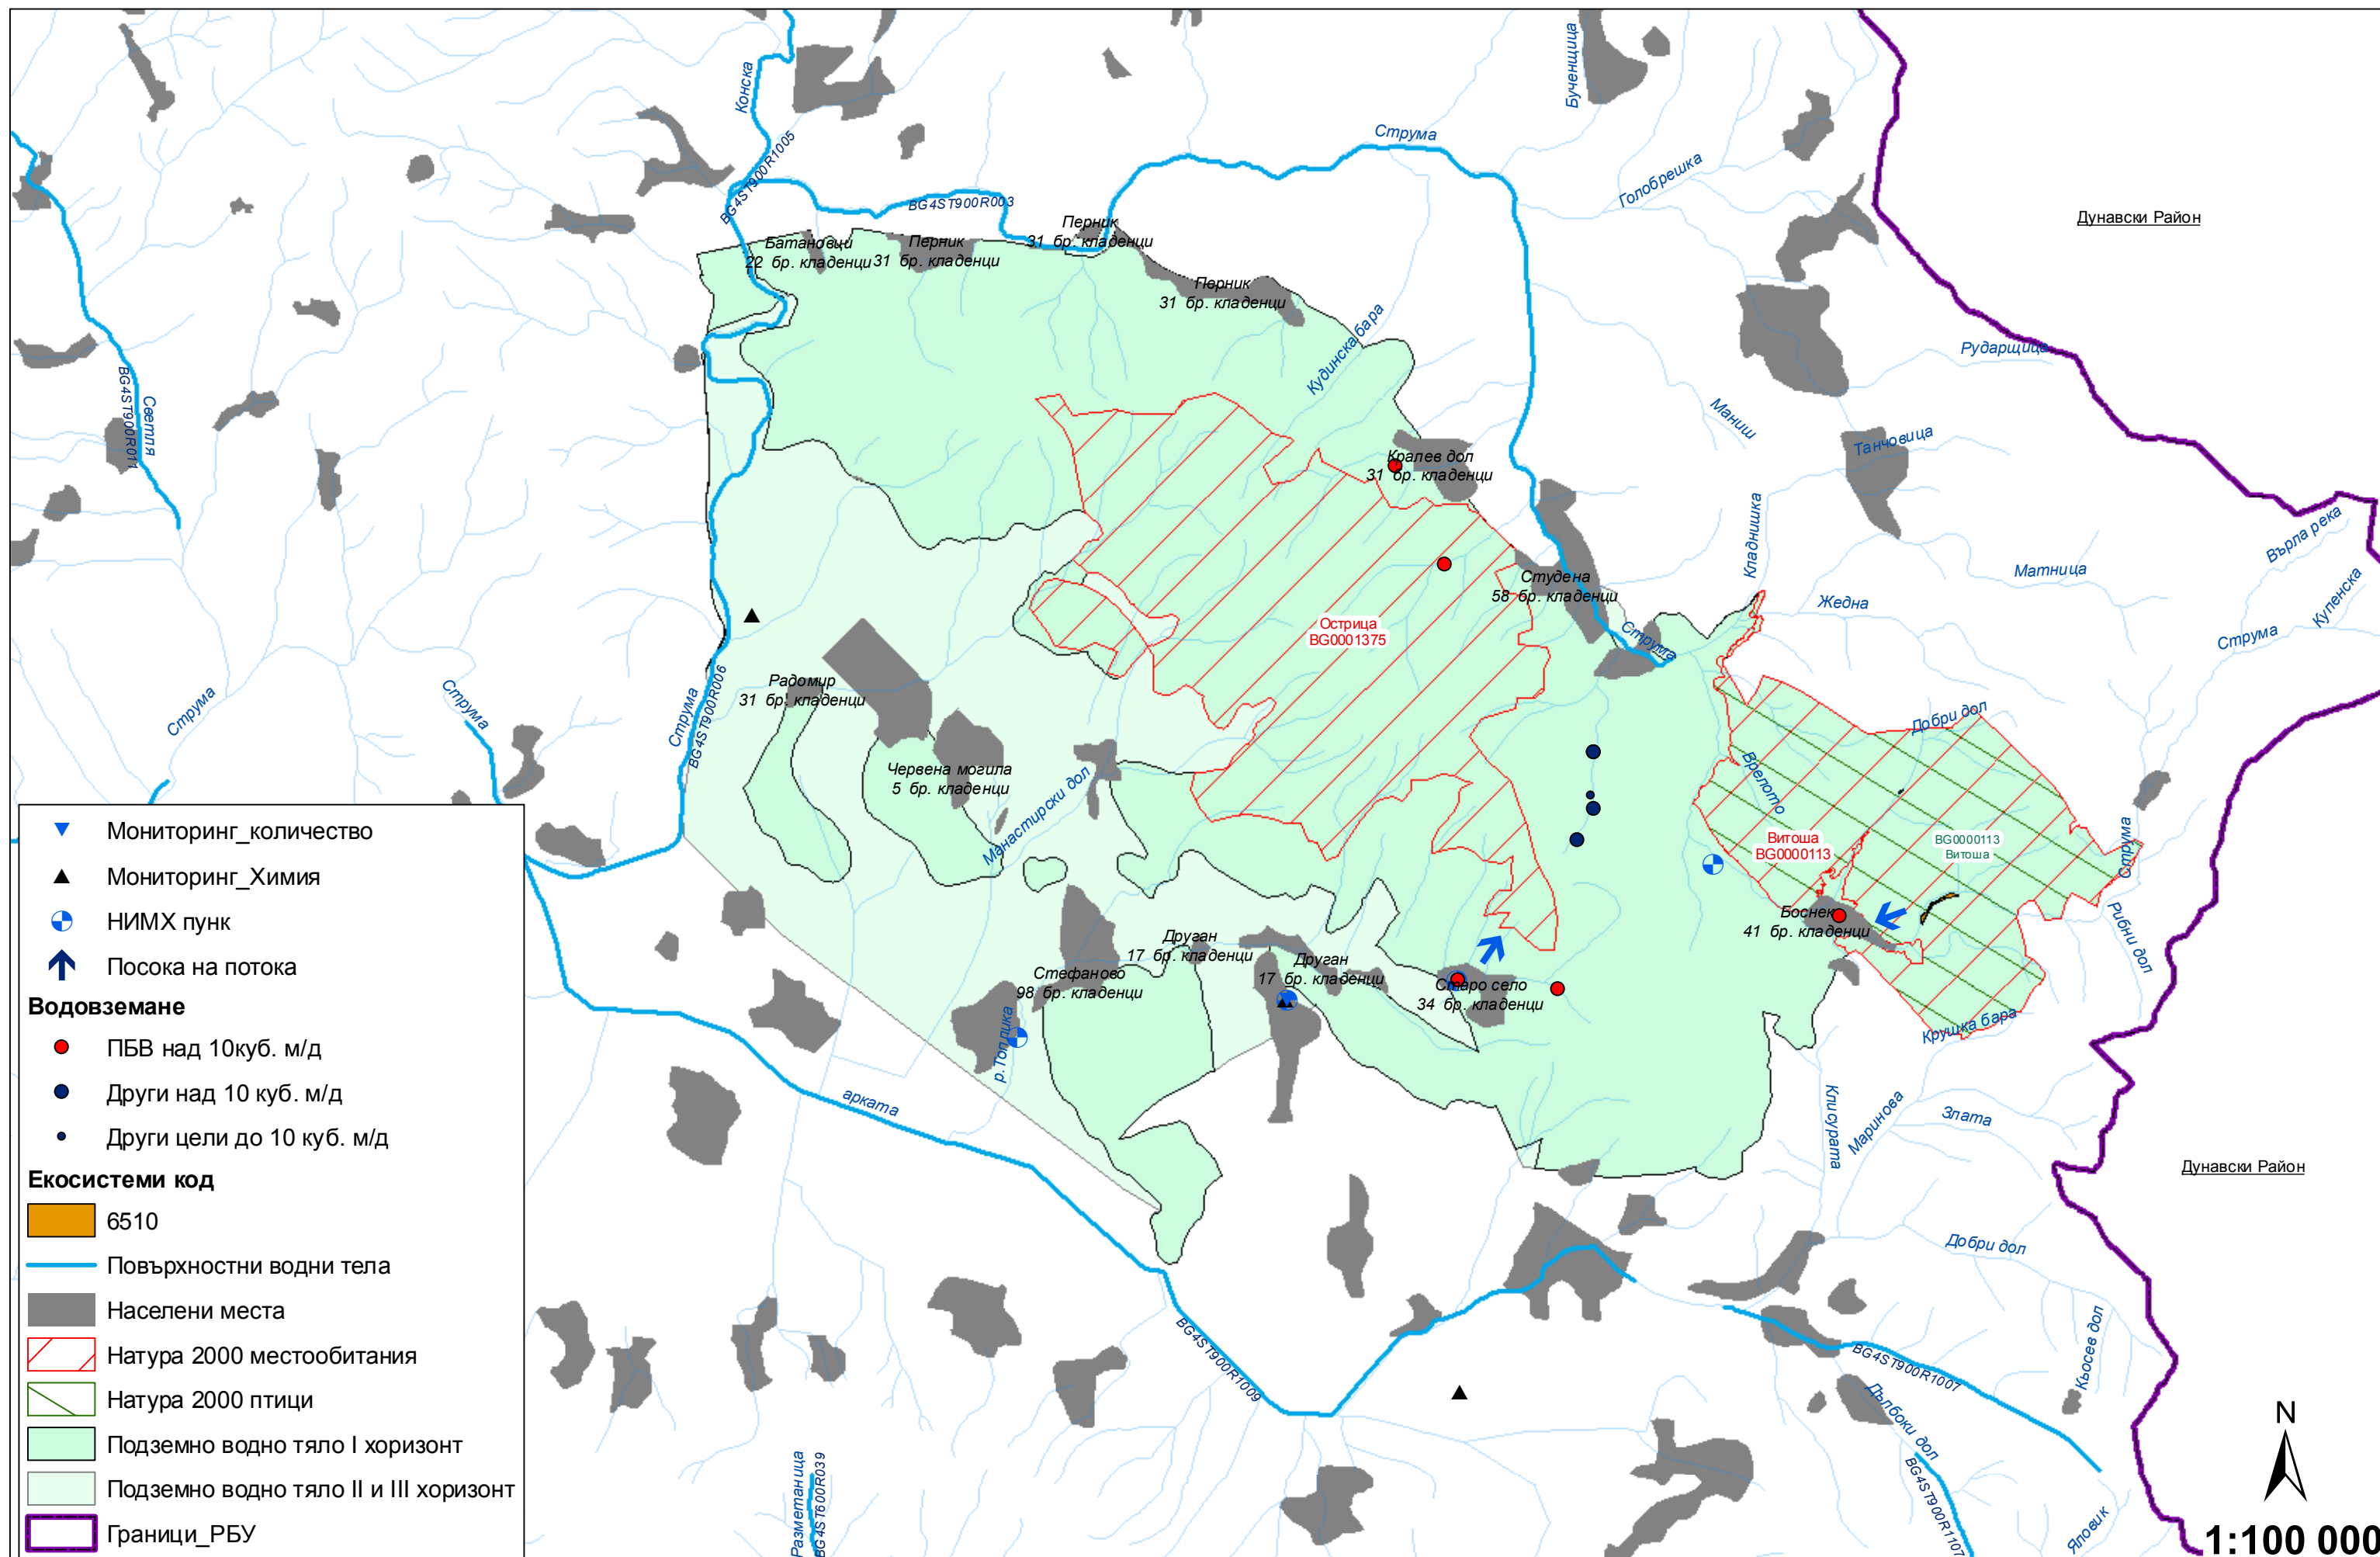 Конска
BG4ST900R1005
Бученщица
Струма
Голобрешка
BG4ST900R003
Дунавски Район
Перник
31 бр. кладенци
Батановци
22 бр. кладенци
Перник
31 бр. кладенци
Перник
31 бр. кладенци
Кудинска бара
Рударщица
Маниш
Танчовица
Светля
BG4ST900R011
Кралев дол
31 бр. кладенци
Кладнишка
Върла река
Матница
Купенска
Жедна
Студена
58 бр. кладенци
Струма
Струма
Острица
BG0001375
Струма
Струма
Струма
BG4ST900R006
Радомир
31 бр. кладенци
Добри дол
Врелото
Червена могила
5 бр. кладенци
Манастирски дол
Витоша
BG0000113
BG0000113
Витоша
Струма
Рибни дол
Боснек
41 бр. кладенци
Друган
17 бр. кладенци
Друган
17 бр. кладенци
Стефаново
98 бр. кладенци
Старо село
34 бр. кладенци
р.Топлика
Крушка бара
арката
Клисурата
Маринова
Злата
Дунавски Район
Добри дол
Кьосев дол
BG4ST900R1009
BG4ST900R1007
Дълбоки дол
BG4ST900R1107
Яловик
Разметаница
BG4ST600R039
Мониторинг_количество
Мониторинг_Химия
НИМХ пунк
Посока на потока
Водовземане
ПБВ над 10куб. м/д
Други над 10 куб. м/д
Други цели до 10 куб. м/д
Екосистеми код
6510
Повърхностни водни тела
Населени места
Натура 2000 местообитания
Натура 2000 птици
Подземно водно тяло I хоризонт
Подземно водно тяло II и III хоризонт
Граници_РБУ
N
1:100 000